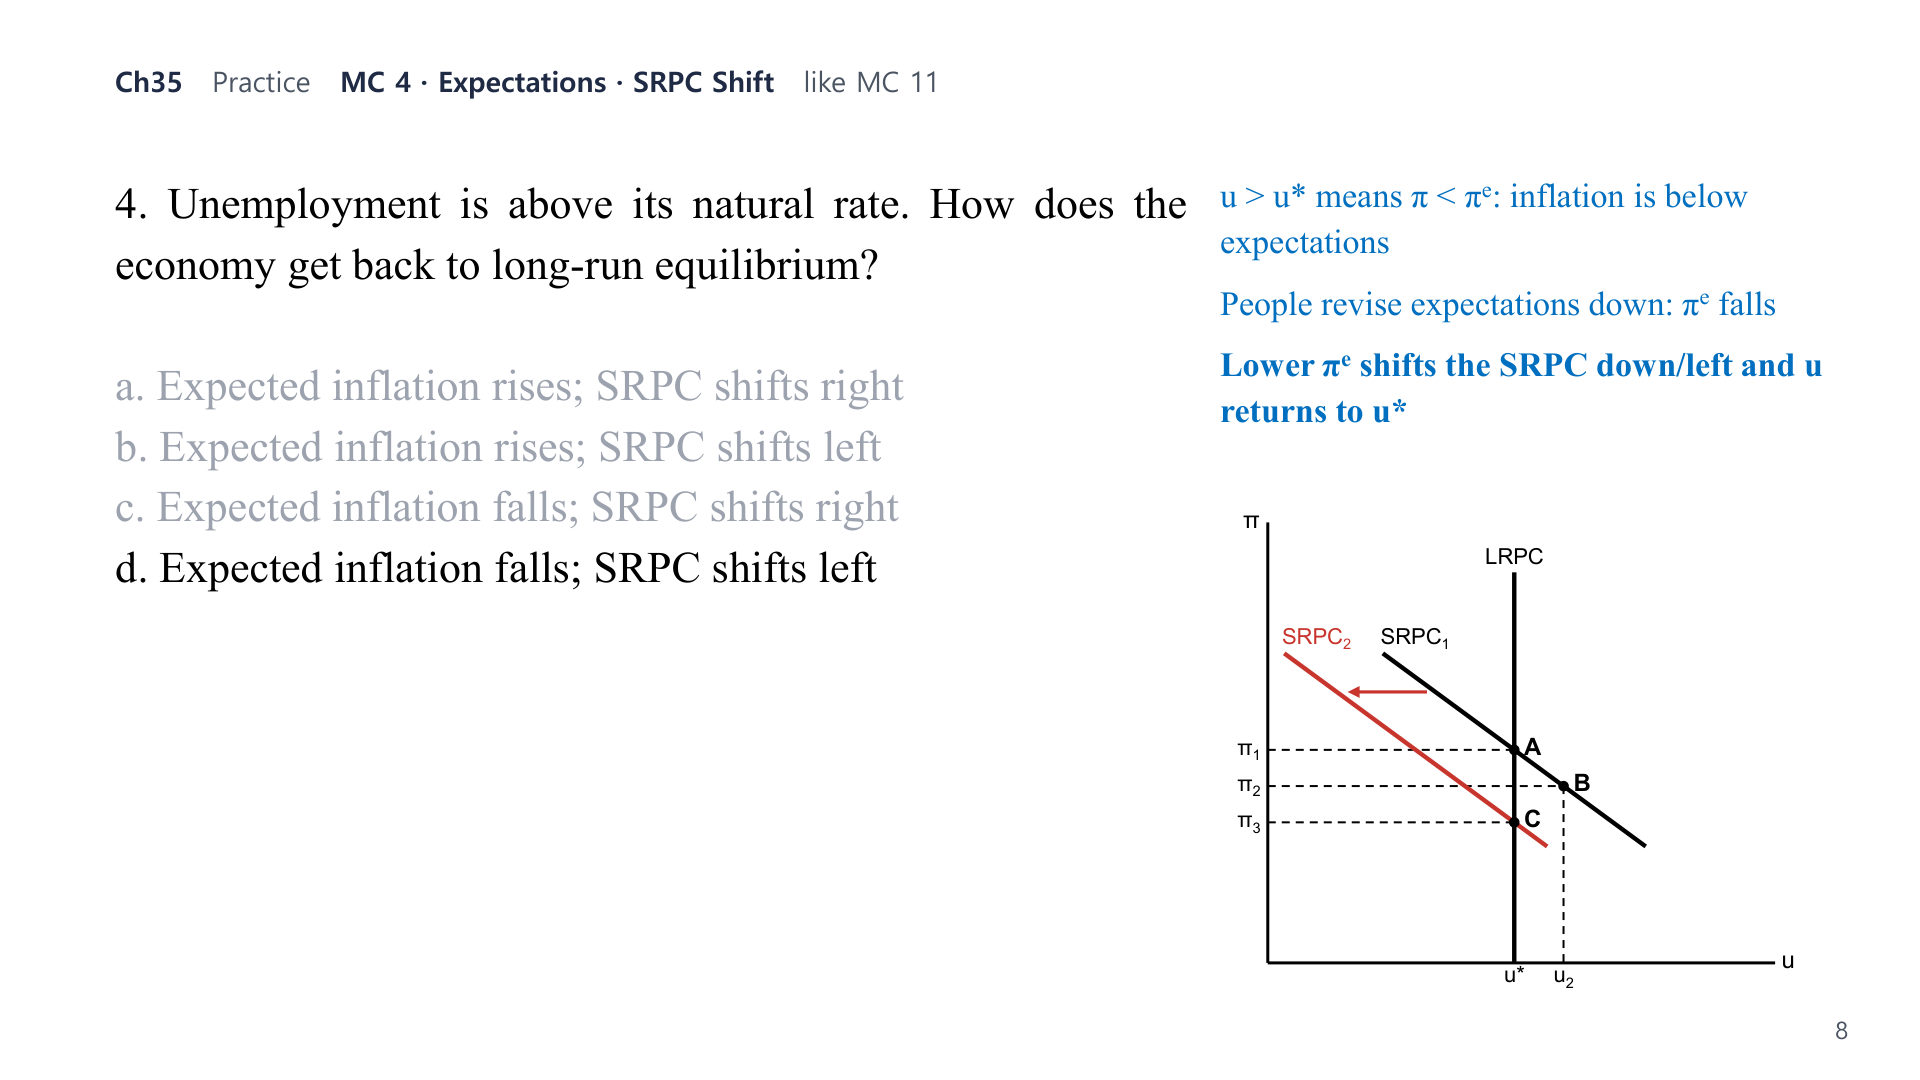 Ch35 Practice MC 4 · Expectations · SRPC Shift like MC 11
4. Unemployment is above its natural rate. How does the
economy get back to long-run equilibrium?
a. Expected inflation rises; SRPC shifts right
b. Expected inflation rises; SRPC shifts left
c. Expected inflation falls; SRPC shifts right
d. Expected inflation falls; SRPC shifts left
u > u* means π < πᵉ: inflation is below
expectations
People revise expectations down: πᵉ falls
Lower πᵉ shifts the SRPC down/left and u
returns to u*
π
LRPC
SRPC₂ SRPC₁
π₁ A
π₂ B
π₃ C
u
u* u₂
8